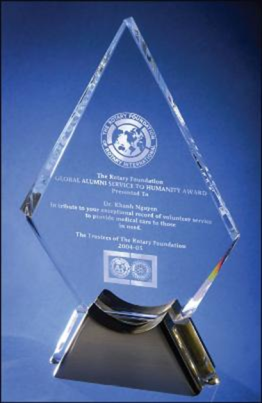 THE ROTARY FOUNDATION
OF ROTARY INTERNATIONAL
The Rotary Foundation
GLOBAL ALUMNI SERVICE TO HUMANITY AWARD
Presented To
Dr. Khanh Nguyen
In tribute to your exceptional record of volunteer service
to provide medical care to those
in need.
The Trustees of The Rotary Foundation
2004-05